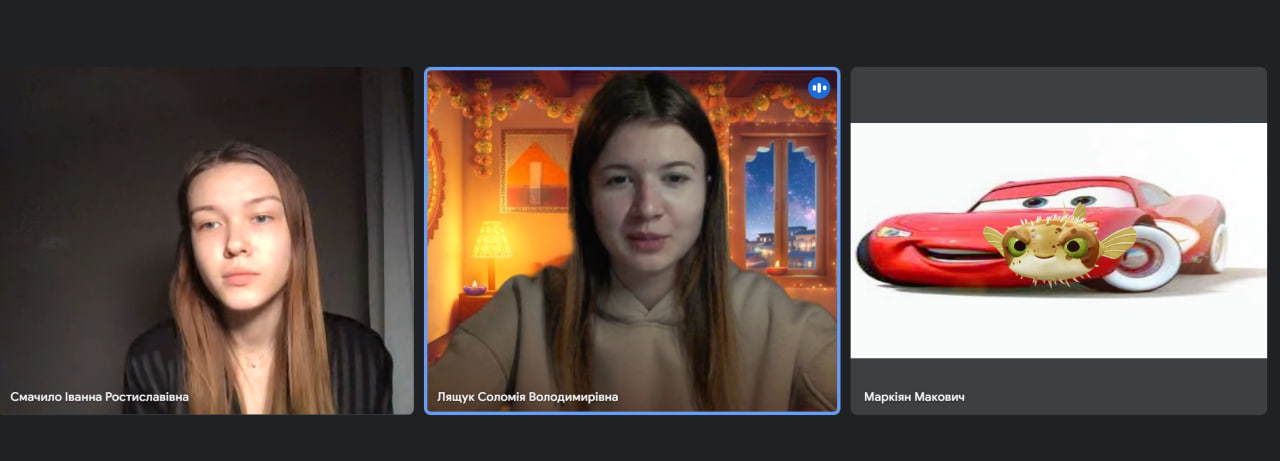 Смачило Іванна Ростиславівна
Лящук Соломія Володимирівна
Маркіян Макович